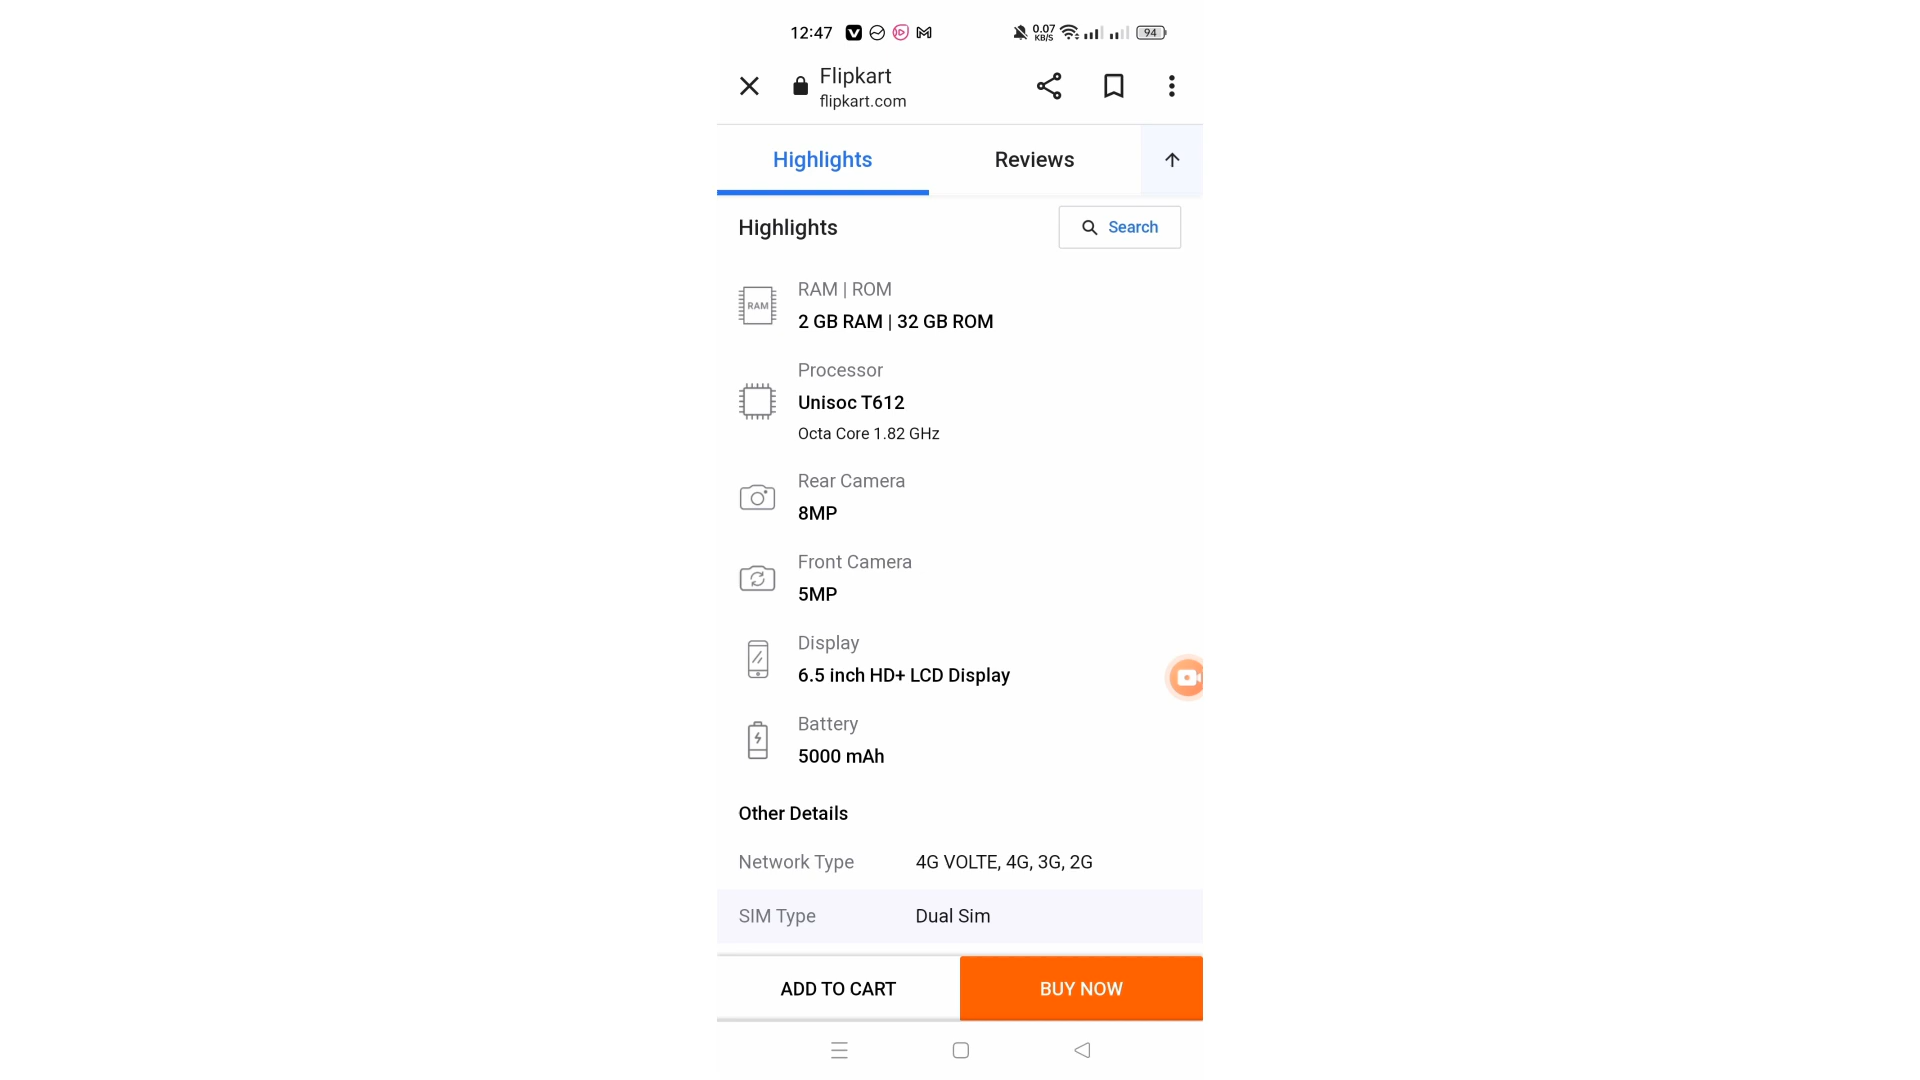 12:47 0.07 KB/S 94
Flipkart
flipkart.com
Highlights Reviews
Highlights Search
RAM | ROM
RAM
2 GB RAM | 32 GB ROM
Processor
Unisoc T612
Octa Core 1.82 GHz
Rear Camera
8MP
Front Camera
5MP
Display
6.5 inch HD+ LCD Display
Battery
5000 mAh
Other Details
Network Type 4G VOLTE, 4G, 3G, 2G
SIM Type Dual Sim
ADD TO CART BUY NOW